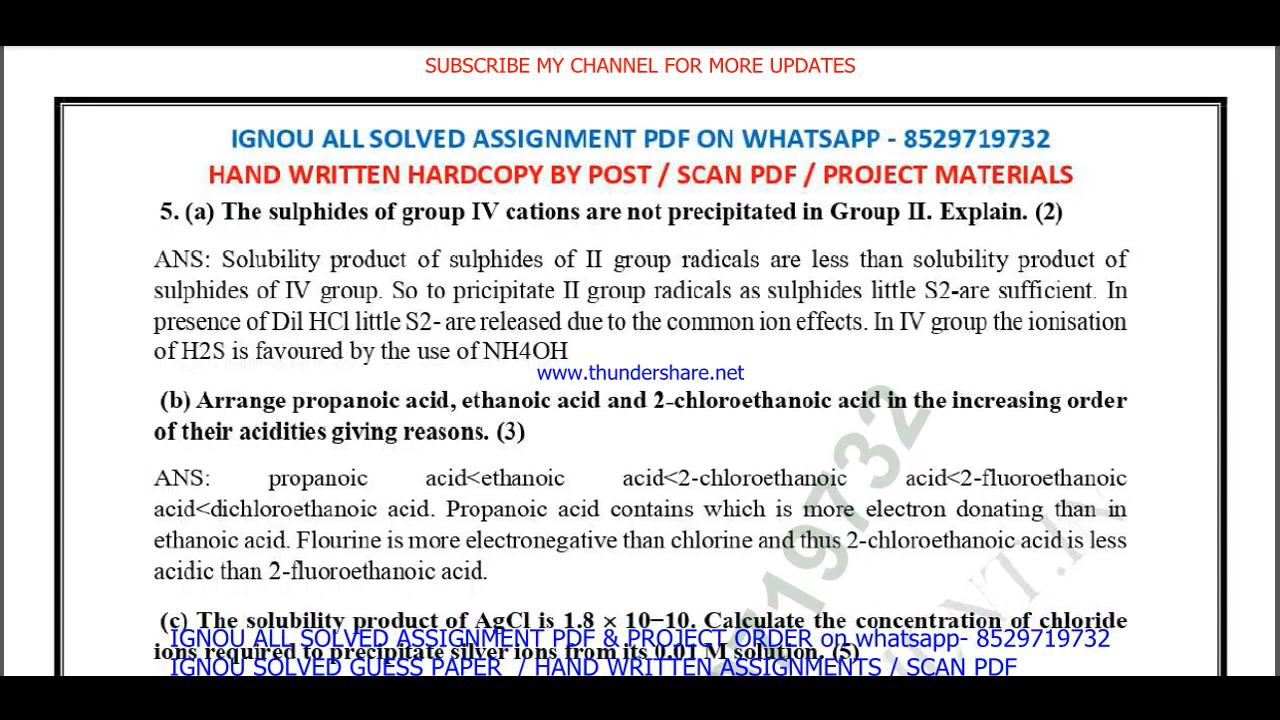 SUBSCRIBE MY CHANNEL FOR MORE UPDATES
IGNOU ALL SOLVED ASSIGNMENT PDF ON WHATSAPP - 8529719732
HAND WRITTEN HARDCOPY BY POST / SCAN PDF / PROJECT MATERIALS
5. (a) The sulphides of group IV cations are not precipitated in Group II. Explain. (2)
ANS: Solubility product of sulphides of II group radicals are less than solubility product of
sulphides of IV group. So to pricipitate II group radicals as sulphides little S2-are sufficient. In
presence of Dil HCl little S2- are released due to the common ion effects. In IV group the ionisation
of H2S is favoured by the use of NH4OH
www.thundershare.net
(b) Arrange propanoic acid, ethanoic acid and 2-chloroethanoic acid in the increasing order
of their acidities giving reasons. (3)
ANS: propanoic acid<ethanoic acid<2-chloroethanoic acid<2-fluoroethanoic
acid<dichloroethanoic acid. Propanoic acid contains which is more electron donating than in
ethanoic acid. Flourine is more electronegative than chlorine and thus 2-chloroethanoic acid is less
acidic than 2-fluoroethanoic acid.
(c) The solubility product of AgCl is 1.8 × 10−10. Calculate the concentration of chloride
IGNOU ALL SOLVED ASSIGNMENT PDF & PROJECT ORDER on whatsapp- 8529719732
ions required to precipitate silver ions from its 0.01 M solution. (5)
IGNOU SOLVED GUESS PAPER / HAND WRITTEN ASSIGNMENTS / SCAN PDF